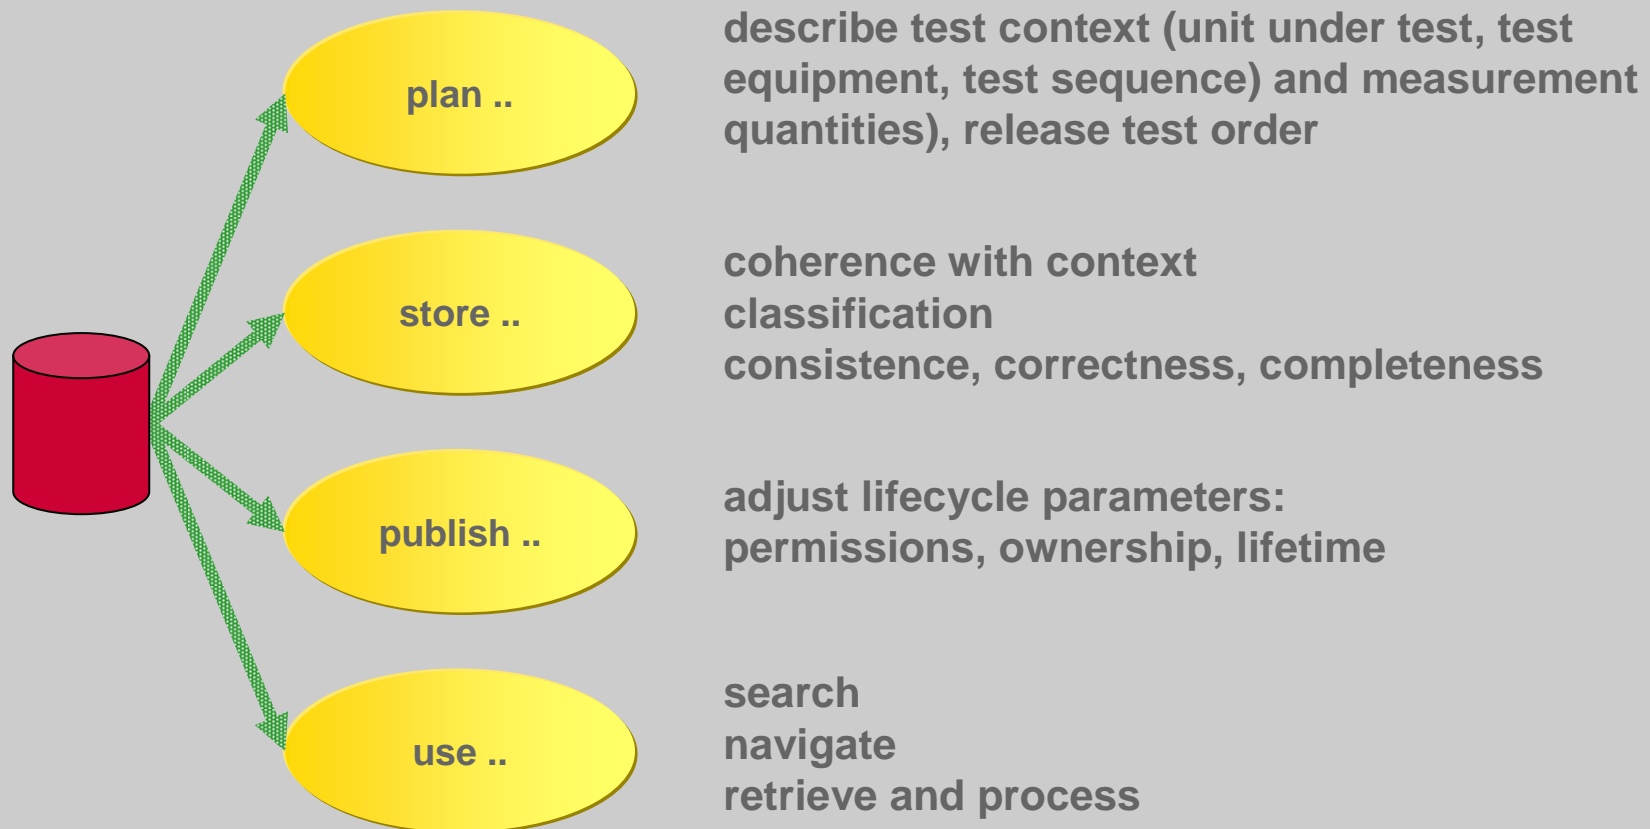 plan ..
describe test context (unit under test, test
equipment, test sequence) and measurement
quantities), release test order
store ..
coherence with context
classification
consistence, correctness, completeness
publish ..
adjust lifecycle parameters:
permissions, ownership, lifetime
use ..
search
navigate
retrieve and process